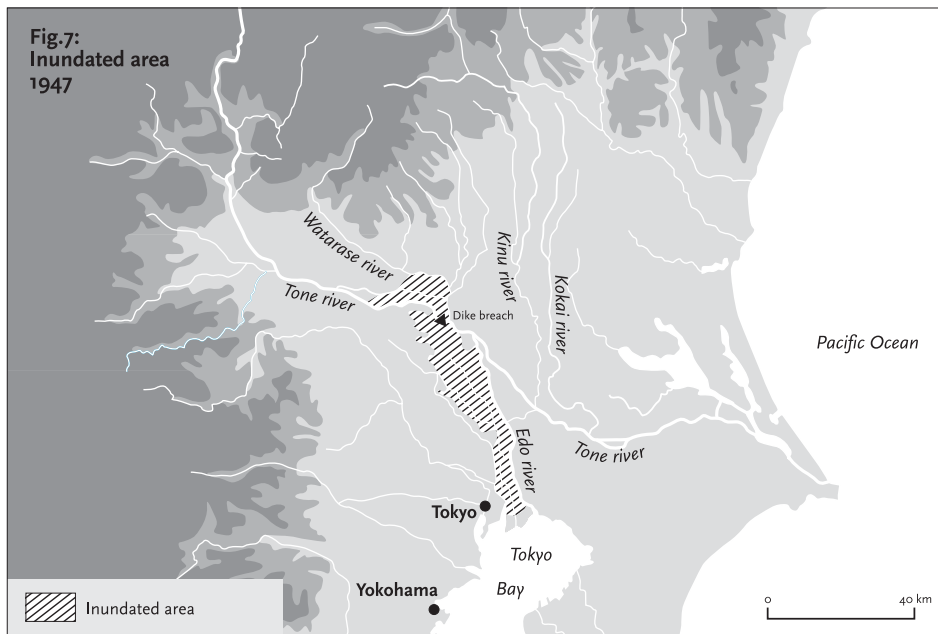 Fig.7:
Inundated area
1947
Watarase river
Kinu river
Kokai river
Tone river
Dike breach
Pacific Ocean
Edo river
Tone river
Tokyo
Tokyo
Bay
Yokohama
Inundated area
0 40 km